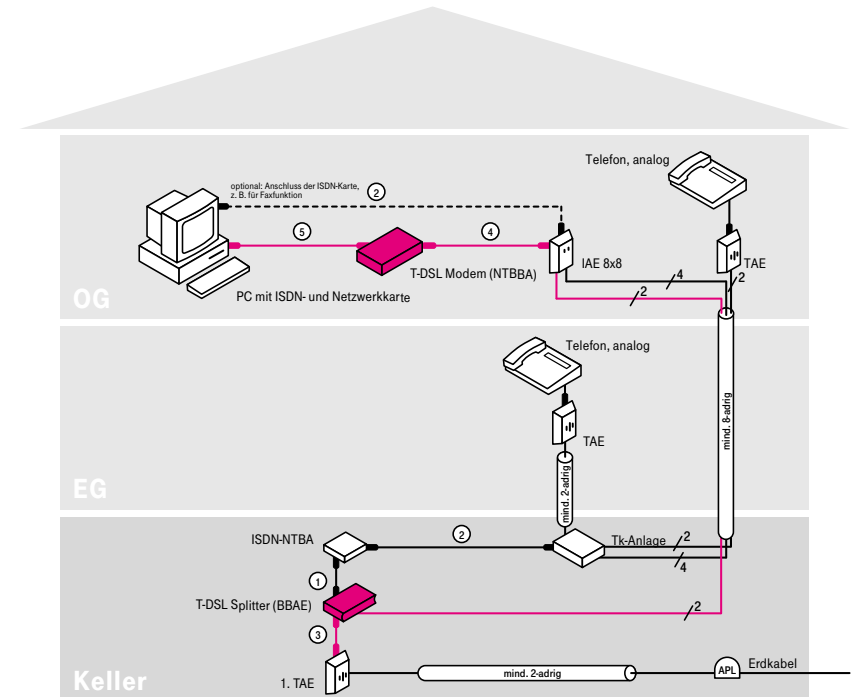 Telefon, analog
optional: Anschluss der ISDN-Karte,
z. B. für Faxfunktion
2
5
4
T-DSL Modem (NTBBA)
IAE 8x8
TAE
4
2
2
PC mit ISDN- und Netzwerkkarte
OG
Telefon, analog
TAE
mind. 8-adrig
mind. 2-adrig
EG
ISDN-NTBA
2
Tk-Anlage
2
4
1
T-DSL Splitter (BBAE)
2
3
1. TAE
mind. 2-adrig
APL
Erdkabel
Keller